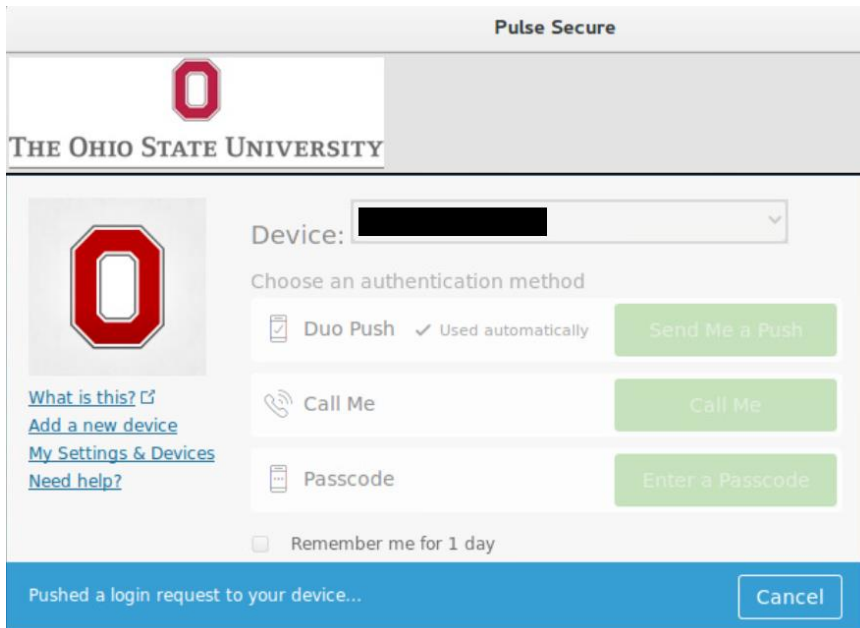 Pulse Secure
THE OHIO STATE UNIVERSITY
Device:
Choose an authentication method
Duo Push ✓ Used automatically Send Me a Push
Call Me Call Me
Passcode Enter a Passcode
Remember me for 1 day
What is this?
Add a new device
My Settings & Devices
Need help?
Pushed a login request to your device... Cancel